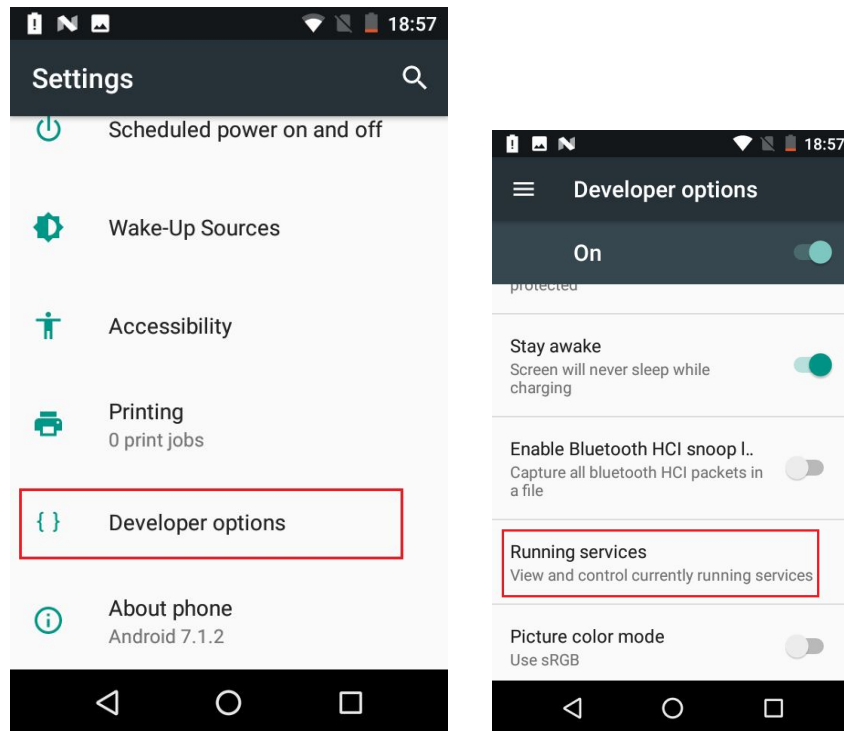 18:57
Settings
Scheduled power on and off
Wake-Up Sources
Accessibility
Printing
0 print jobs
{ } Developer options
About phone
Android 7.1.2
18:57
Developer options
On
protected
Stay awake
Screen will never sleep while
charging
Enable Bluetooth HCI snoop l..
Capture all bluetooth HCI packets in
a file
Running services
View and control currently running services
Picture color mode
Use sRGB